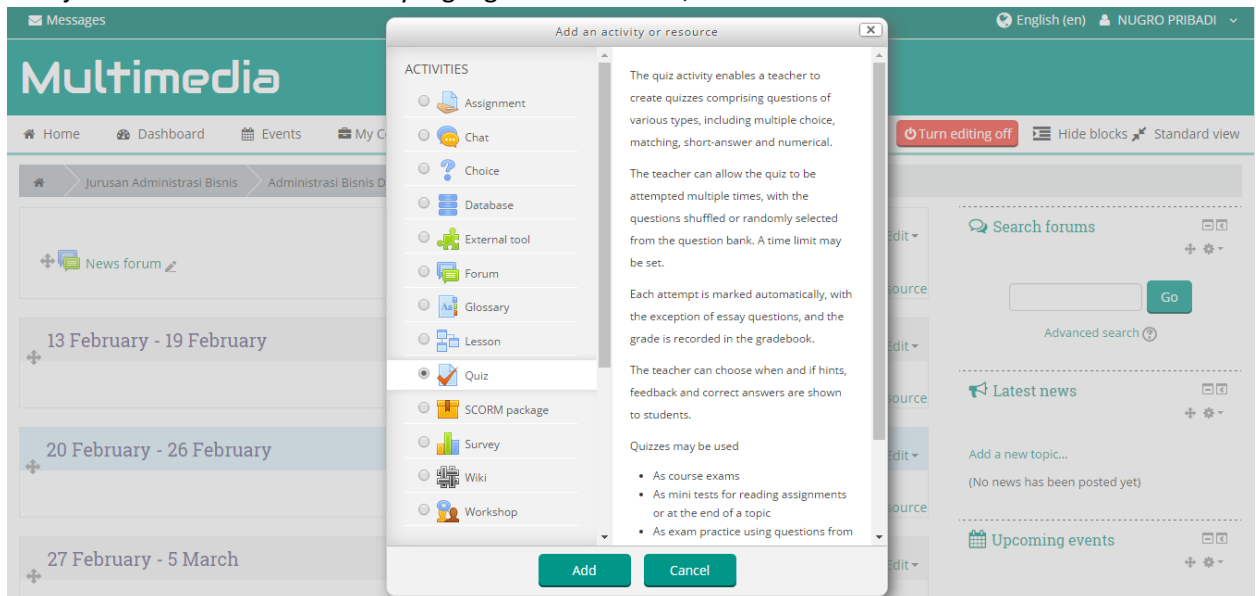 Messages
English (en) NUGRO PRIBADI
Multimedia
Home Dashboard Events My C
Turn editing off Hide blocks Standard view
Jurusan Administrasi Bisnis Administrasi Bisnis D
News forum
Edit
source
13 February - 19 February
Edit
source
20 February - 26 February
Edit
source
27 February - 5 March
Edit
Add an activity or resource
ACTIVITIES
Assignment
Chat
Choice
Database
External tool
Forum
Glossary
Lesson
Quiz
SCORM package
Survey
Wiki
Workshop
The quiz activity enables a teacher to
create quizzes comprising questions of
various types, including multiple choice,
matching, short-answer and numerical.
The teacher can allow the quiz to be
attempted multiple times, with the
questions shuffled or randomly selected
from the question bank. A time limit may
be set.
Each attempt is marked automatically, with
the exception of essay questions, and the
grade is recorded in the gradebook.
The teacher can choose when and if hints,
feedback and correct answers are shown
to students.
Quizzes may be used
• As course exams
• As mini tests for reading assignments
or at the end of a topic
• As exam practice using questions from
Add Cancel
Search forums
Go
Advanced search
Latest news
Add a new topic...
(No news has been posted yet)
Upcoming events